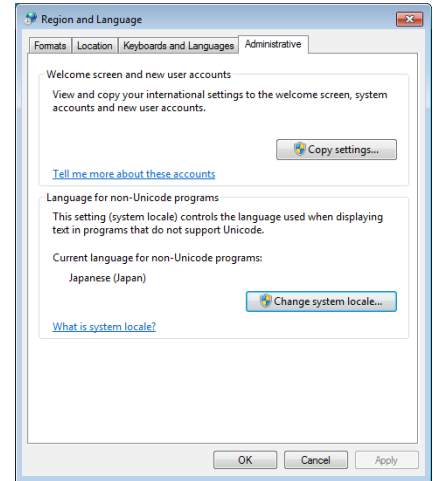 Region and Language
Formats Location Keyboards and Languages Administrative
Welcome screen and new user accounts
View and copy your international settings to the welcome screen, system
accounts and new user accounts.
Copy settings...
Tell me more about these accounts
Language for non-Unicode programs
This setting (system locale) controls the language used when displaying
text in programs that do not support Unicode.
Current language for non-Unicode programs:
Japanese (Japan)
Change system locale...
What is system locale?
OK Cancel Apply